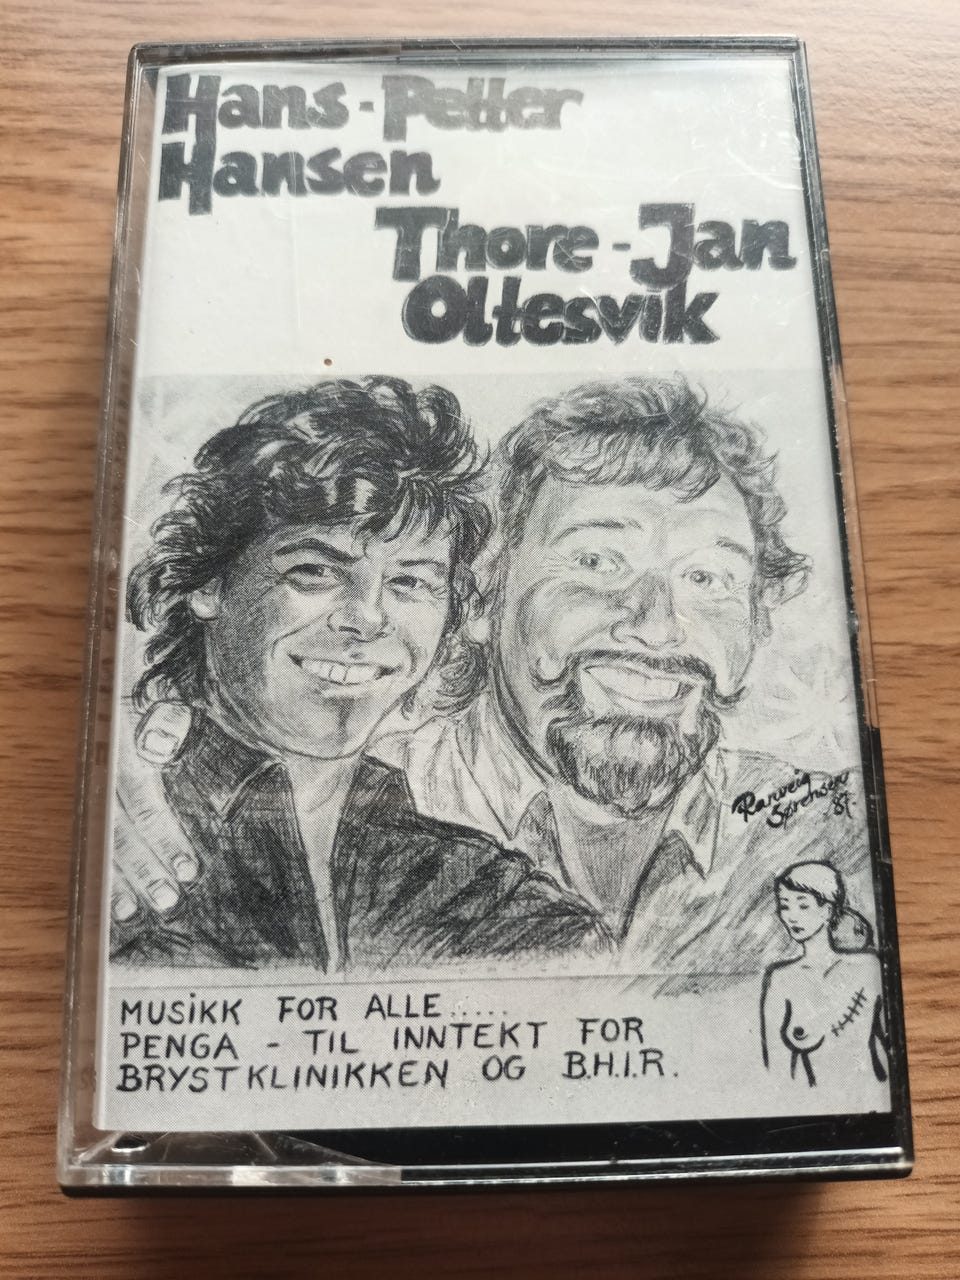 Hans-Petter
Hansen
Thore-Jan
Oltesvik
Ranveig
Sørensen
87.
MUSiKK FOR ALLE.....
PENGA - TIL INNTEKT FOR
BRYSTKLINIKKEN OG B.H.I.R.